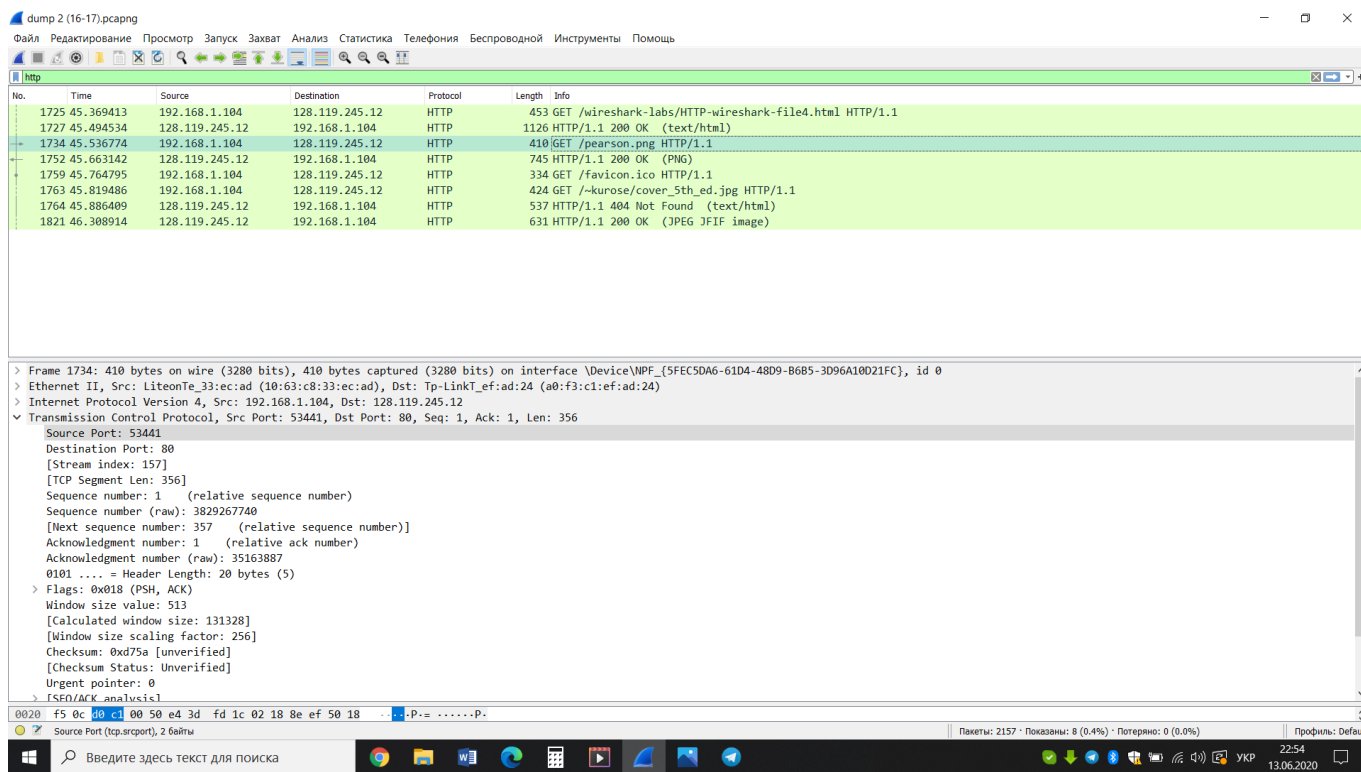 dump 2 (16-17).pcapng
Файл Редактирование Просмотр Запуск Захват Анализ Статистика Телефония Беспроводной Инструменты Помощь
http
No. Time Source Destination Protocol Length Info
1725 45.369413 192.168.1.104 128.119.245.12 HTTP 453 GET /wireshark-labs/HTTP-wireshark-file4.html HTTP/1.1
1727 45.494534 128.119.245.12 192.168.1.104 HTTP 1126 HTTP/1.1 200 OK (text/html)
1734 45.536774 192.168.1.104 128.119.245.12 HTTP 410 GET /pearson.png HTTP/1.1
1752 45.663142 128.119.245.12 192.168.1.104 HTTP 745 HTTP/1.1 200 OK (PNG)
1759 45.764795 192.168.1.104 128.119.245.12 HTTP 334 GET /favicon.ico HTTP/1.1
1763 45.819486 192.168.1.104 128.119.245.12 HTTP 424 GET /~kurose/cover_5th_ed.jpg HTTP/1.1
1764 45.886409 128.119.245.12 192.168.1.104 HTTP 537 HTTP/1.1 404 Not Found (text/html)
1821 46.308914 128.119.245.12 192.168.1.104 HTTP 631 HTTP/1.1 200 OK (JPEG JFIF image)
Frame 1734: 410 bytes on wire (3280 bits), 410 bytes captured (3280 bits) on interface \Device\NPF_{5FEC5DA6-61D4-48D9-B6B5-3D96A10D21FC}, id 0
Ethernet II, Src: LiteonTe_33:ec:ad (10:63:c8:33:ec:ad), Dst: Tp-LinkT_ef:ad:24 (a0:f3:c1:ef:ad:24)
Internet Protocol Version 4, Src: 192.168.1.104, Dst: 128.119.245.12
Transmission Control Protocol, Src Port: 53441, Dst Port: 80, Seq: 1, Ack: 1, Len: 356
Source Port: 53441
Destination Port: 80
[Stream index: 157]
[TCP Segment Len: 356]
Sequence number: 1 (relative sequence number)
Sequence number (raw): 3829267740
[Next sequence number: 357 (relative sequence number)]
Acknowledgment number: 1 (relative ack number)
Acknowledgment number (raw): 35163887
0101 .... = Header Length: 20 bytes (5)
Flags: 0x018 (PSH, ACK)
Window size value: 513
[Calculated window size: 131328]
[Window size scaling factor: 256]
Checksum: 0xd75a [unverified]
[Checksum Status: Unverified]
Urgent pointer: 0
[SEQ/ACK analysis]
0020 f5 0c d0 c1 00 50 e4 3d fd 1c 02 18 8e ef 50 18 ····P·= ······P·
Source Port (tcp.srcport), 2 байты Пакеты: 2157 · Показаны: 8 (0.4%) · Потеряно: 0 (0.0%) Профиль: Defau
Введите здесь текст для поиска
W
УКР
22:54
13.06.2020